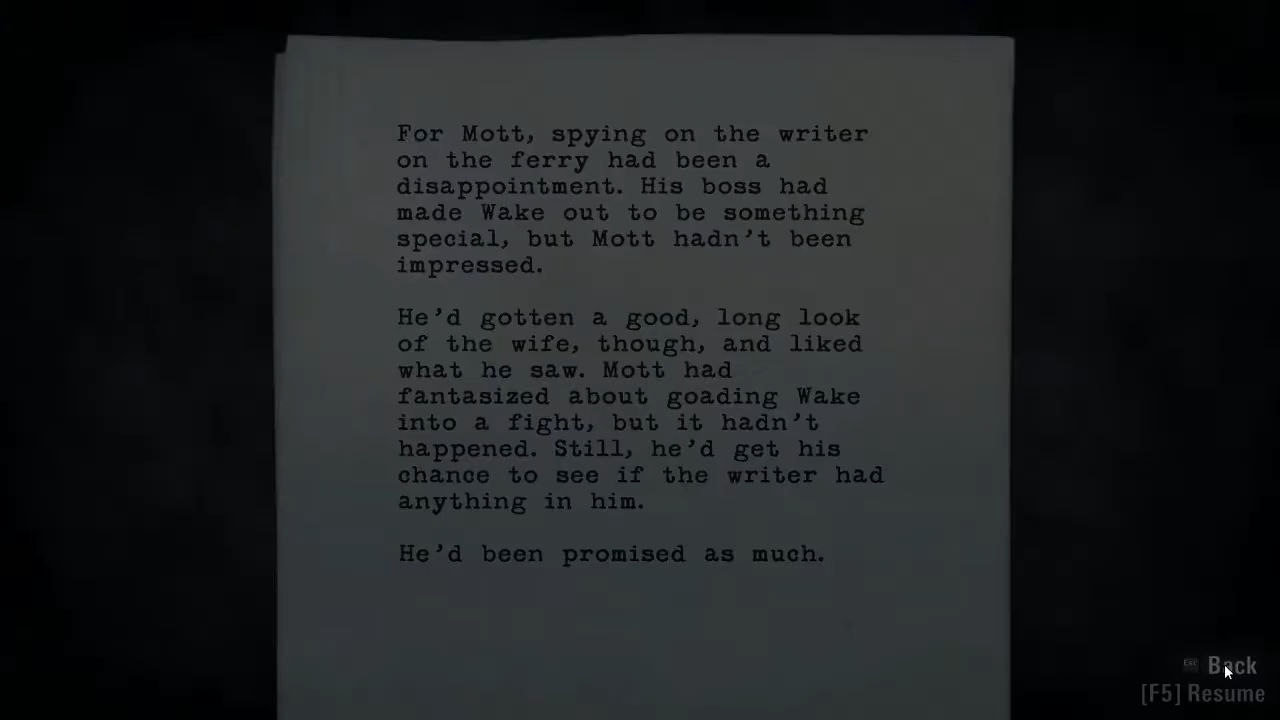 For Mott, spying on the writer
on the ferry had been a
disappointment. His boss had
made Wake out to be something
special, but Mott hadn't been
impressed.
He'd gotten a good, long look
of the wife, though, and liked
what he saw. Mott had
fantasized about goading Wake
into a fight, but it hadn't
happened. Still, he'd get his
chance to see if the writer had
anything in him.
He'd been promised as much.
Esc Back
[F5] Resume